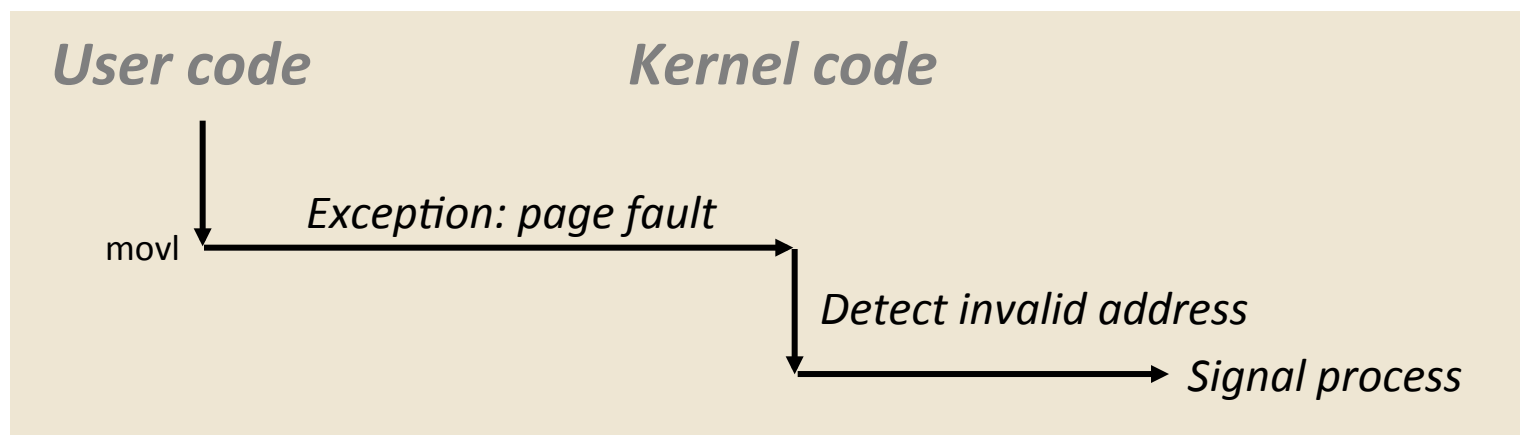 User code
Kernel code
Exception: page fault
movl
Detect invalid address
Signal process